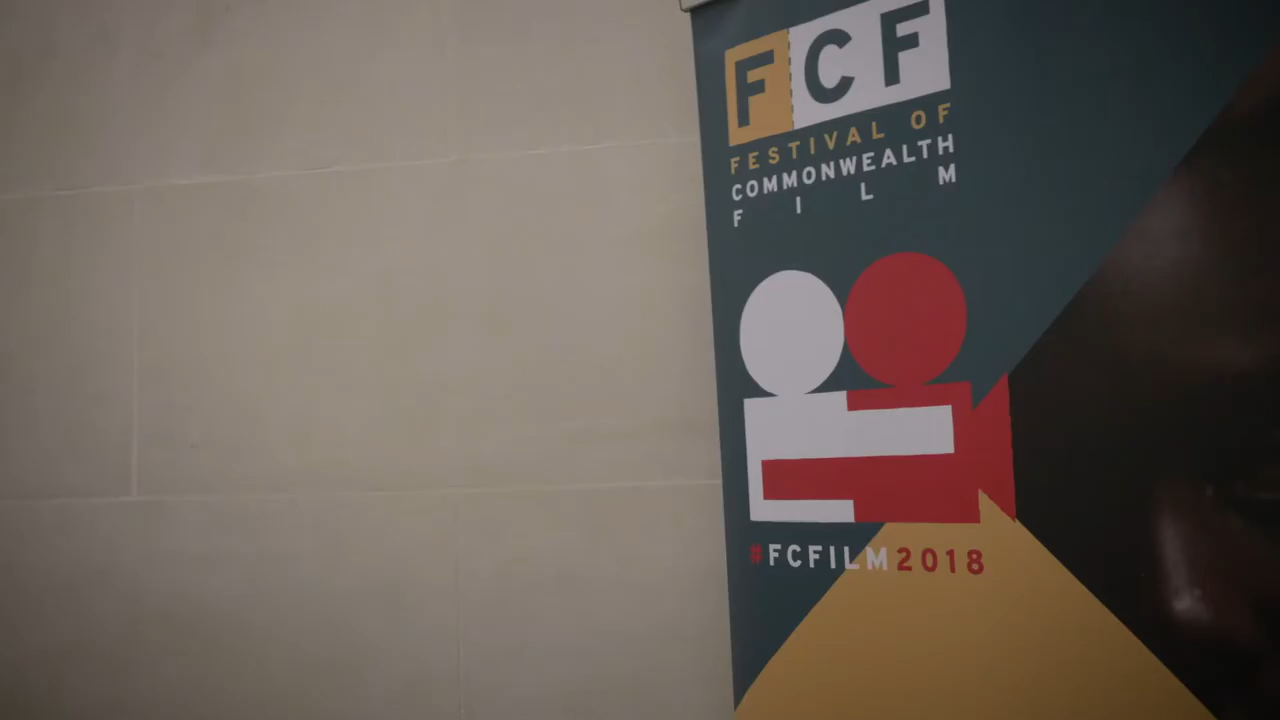 FCF
FESTIVAL OF
COMMONWEALTH
FILM
#FCFILM2018